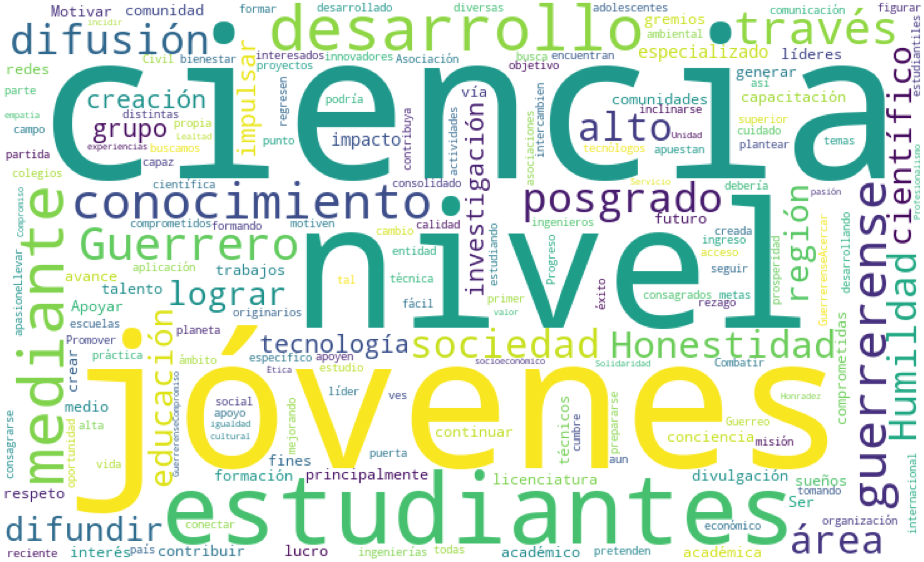 Motivar
comunidad
formar
desarrollado
diversas
adolescentes
comunicación
figurar
incidir
difusión
desarrollo
través
gremios
ambiental
estudiantiles
redes
Civil
bienestar
interesados
innovadores
Asociación
busca
encuentran
especializado
líderes
parte
ciencia
proyectos
regresen
objetivo
generar
así
creación
impulsar
podría
vía
comunidades
capacitación
empatia
distintas
contribuya
actividades
asociaciones
intercambien
inclinarse
superior
científico
campo
grupo
propia
Lealtad
punto
impacto
alto
tecnólogos
Unidad
apuestan
cuidado
plantear
temas
partida
experiencias
buscamos
capaz
investigación
colegios
científica
consolidado
Servicio
debería
pasión
Profesionalismo
Compromiso
conocimiento
posgrado
comprometidos
formando
motiven
calidad
ingenieros
futuro
creada
guerrerense
mediante
Guerrero
nivel
cambio
entidad
estudiando
Progreso
ingreso
acceso
región
prosperidad
desarrollando
GuerrerenseAcercar
Humildad
apasioneLlevar
avance
aplicación
trabajos
tal
técnica
seguir
talento
lograr
originarios
fácil
primer
valor
éxito
consagrados
metas
rezago
Apoyar
escuelas
planeta
Promover
tecnología
sociedad
Honestidad
comprometidas
práctica
ámbito
específico
apoyen
socioeconómico
Solidaridad
Combatir
crear
educación
Ética
estudio
jóvenes
Honradez
medio
GuerrerenseCompromiso
social
líder
ves
consagrarse
alta
apoyo
igualdad
cultural
mejorando
continuar
técnicos
prepararse
Guerreo
conciencia
misión
oportunidad
vida
puerta
cumbre
aun
fines
respeto
formación
principalmente
licenciatura
divulgación
sueños
Ser
tomando
internacional
difundir
estudiantes
conectar
económico
organización
área
reciente
interés
país
contribuir
lucro
ingenierías
todas
académico
pretenden
académica